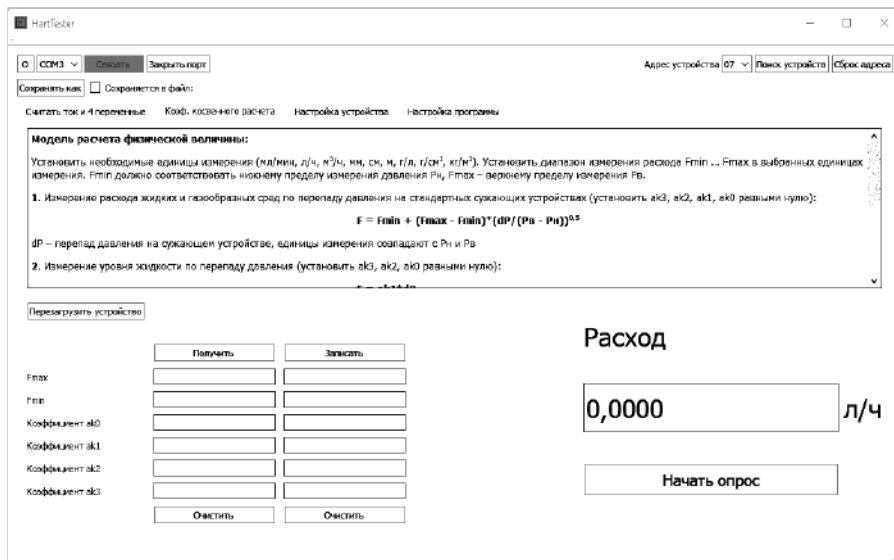 HartTester
О COM3 Связать Закрыть порт Адрес устройства 07 Поиск устройств Сброс адреса
Сохранять как Сохраняется в файл:
Считать ток и 4 переченные Коэф. косвенного расчета Настройка устройства Настройка программы
Модель расчета физической величины:
Установить необходимые единицы измерения (мл/мин, л/ч, м³/ч, мм, см, м, г/л, г/см³, кг/м³). Установить диапазон измерения расхода Fmin ... Fmax в выбранных единицах
измерения. Fmin должно соответствовать нижнему пределу измерения давления Рн, Fmax – верхнему пределу измерения Рв.
1. Измерение расхода жидких и газообразных сред по перепаду давления на стандартных сужающих устройствах (установить ak3, ak2, ak1, ak0 равными нулю):
F = Fmin + (Fmax - Fmin)*(dP/(Рв - Рн))⁰·⁵
dP – перепад давления на сужающем устройстве, единицы измерения совпадают с Рн и Рв
2. Измерение уровня жидкости по перепаду давления (установить ak3, ak2, ak0 равными нулю):
Перезагрузить устройство
Расход
Получить Записать
Fmax
Fmin
0,0000 л/ч
Коэффициент ak0
Коэффициент ak1
Коэффициент ak2
Коэффициент ak3
Начать опрос
Очистить Очистить